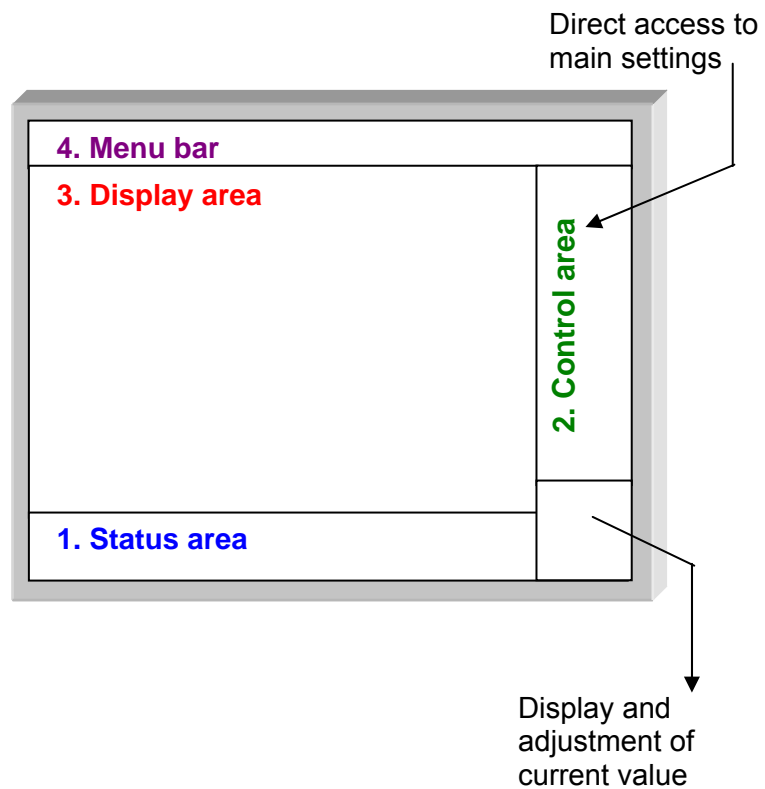 Direct access to
main settings
4. Menu bar
3. Display area
2. Control area
1. Status area
Display and
adjustment of
current value